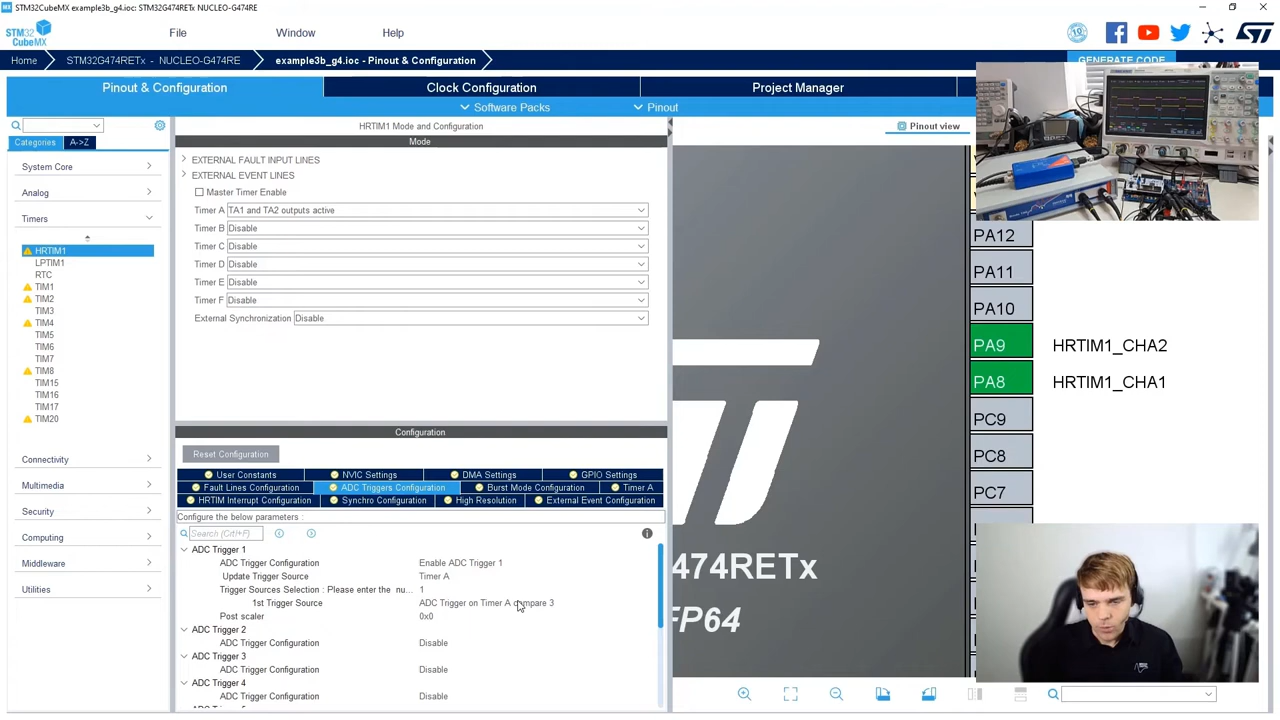 STM32CubeMX example3b_g4.ioc: STM32G474RETx NUCLEO-G474RE
STM32
CubeMX
File Window Help
Home STM32G474RETx - NUCLEO-G474RE example3b_g4.ioc - Pinout & Configuration GENERATE CODE
Pinout & Configuration Clock Configuration Project Manager
Software Packs Pinout
Categories A->Z
System Core
Analog
Timers
HRTIM1
LPTIM1
RTC
TIM1
TIM2
TIM3
TIM4
TIM5
TIM6
TIM7
TIM8
TIM15
TIM16
TIM17
TIM20
Connectivity
Multimedia
Security
Computing
Middleware
Utilities
HRTIM1 Mode and Configuration
Mode
EXTERNAL FAULT INPUT LINES
EXTERNAL EVENT LINES
Master Timer Enable
Timer A TA1 and TA2 outputs active
Timer B Disable
Timer C Disable
Timer D Disable
Timer E Disable
Timer F Disable
External Synchronization Disable
Configuration
Reset Configuration
User Constants NVIC Settings DMA Settings GPIO Settings
Fault Lines Configuration ADC Triggers Configuration Burst Mode Configuration Timer A
HRTIM Interrupt Configuration Synchro Configuration High Resolution External Event Configuration
Configure the below parameters :
Search (Crtl+F)
ADC Trigger 1
ADC Trigger Configuration Enable ADC Trigger 1
Update Trigger Source Timer A
Trigger Sources Selection : Please enter the nu... 1
1st Trigger Source ADC Trigger on Timer A compare 3
Post scaler 0x0
ADC Trigger 2
ADC Trigger Configuration Disable
ADC Trigger 3
ADC Trigger Configuration Disable
ADC Trigger 4
ADC Trigger Configuration Disable
Pinout view
PA12
PA11
PA10
PA9 HRTIM1_CHA2
PA8 HRTIM1_CHA1
PC9
PC8
PC7
G474RETx
FP64